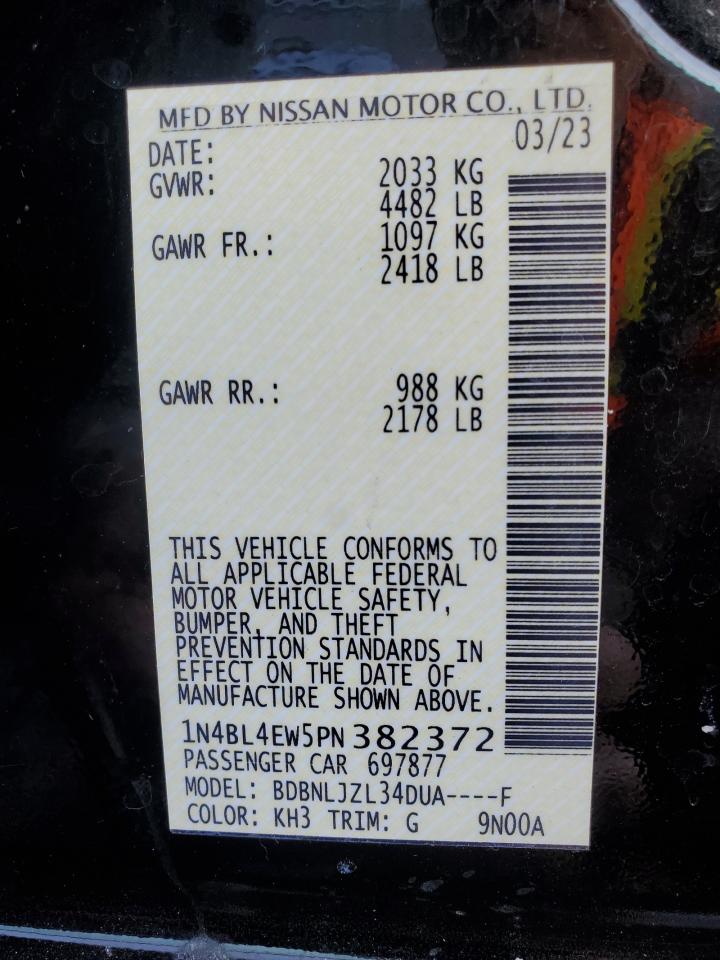 MFD BY NISSAN MOTOR CO., LTD.
DATE: 03/23
GVWR: 2033 KG
4482 LB
GAWR FR.: 1097 KG
2418 LB
GAWR RR.: 988 KG
2178 LB
THIS VEHICLE CONFORMS TO
ALL APPLICABLE FEDERAL
MOTOR VEHICLE SAFETY,
BUMPER, AND THEFT
PREVENTION STANDARDS IN
EFFECT ON THE DATE OF
MANUFACTURE SHOWN ABOVE.
1N4BL4EW5PN382372
PASSENGER CAR 697877
MODEL: BDBNLJZL34DUA----F
COLOR: KH3 TRIM: G 9N00A